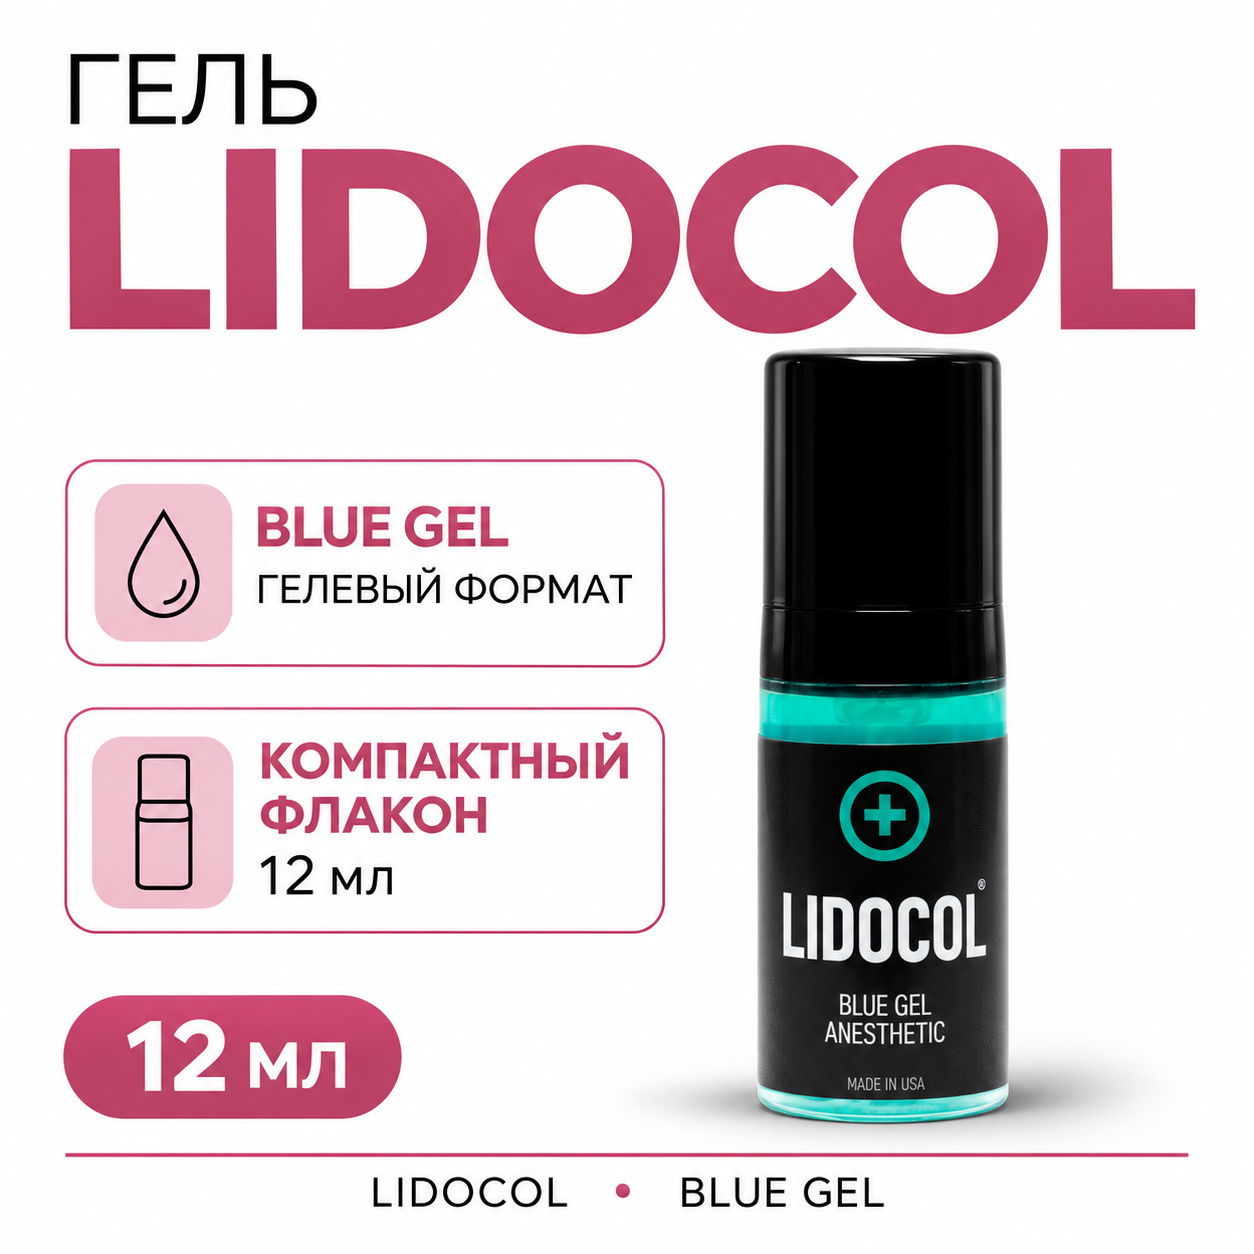 ГЕЛЬ
LIDOCOL
BLUE GEL
ГЕЛЕВЫЙ ФОРМАТ
КОМПАКТНЫЙ
ФЛАКОН
12 мл
12 мл
LIDOCOL®
BLUE GEL
ANESTHETIC
MADE IN USA
LIDOCOL • BLUE GEL